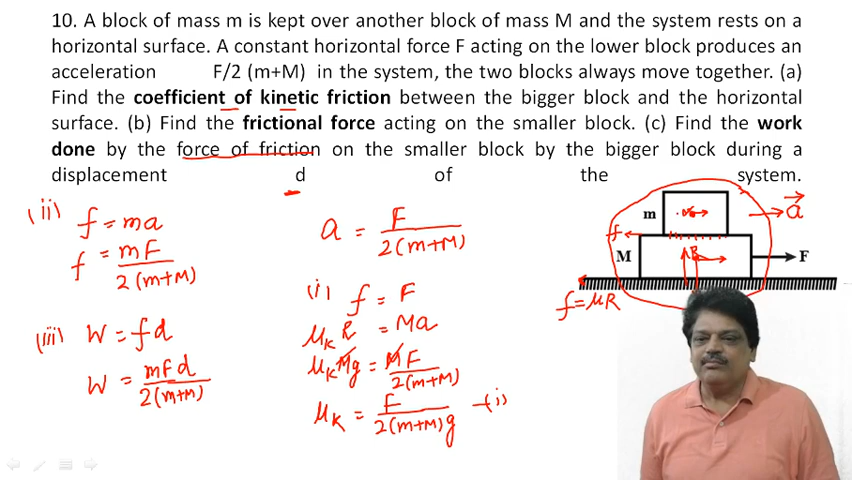 10. A block of mass m is kept over another block of mass M and the system rests on a
horizontal surface. A constant horizontal force F acting on the lower block produces an
acceleration F/2 (m+M) in the system, the two blocks always move together. (a)
Find the coefficient of kinetic friction between the bigger block and the horizontal
surface. (b) Find the frictional force acting on the smaller block. (c) Find the work
done by the force of friction on the smaller block by the bigger block during a
displacement d of the system.
(ii) f = ma
f = mF / 2(m+M)
(iii) W = fd
W = mFd / 2(m+M)
a = F / 2(m+M)
(i) f = F
μK R = Ma
μK Mg = MF / 2(m+M)
μK = F / 2(m+M)g -(i)
m
a
f
M
R
F
f = μR